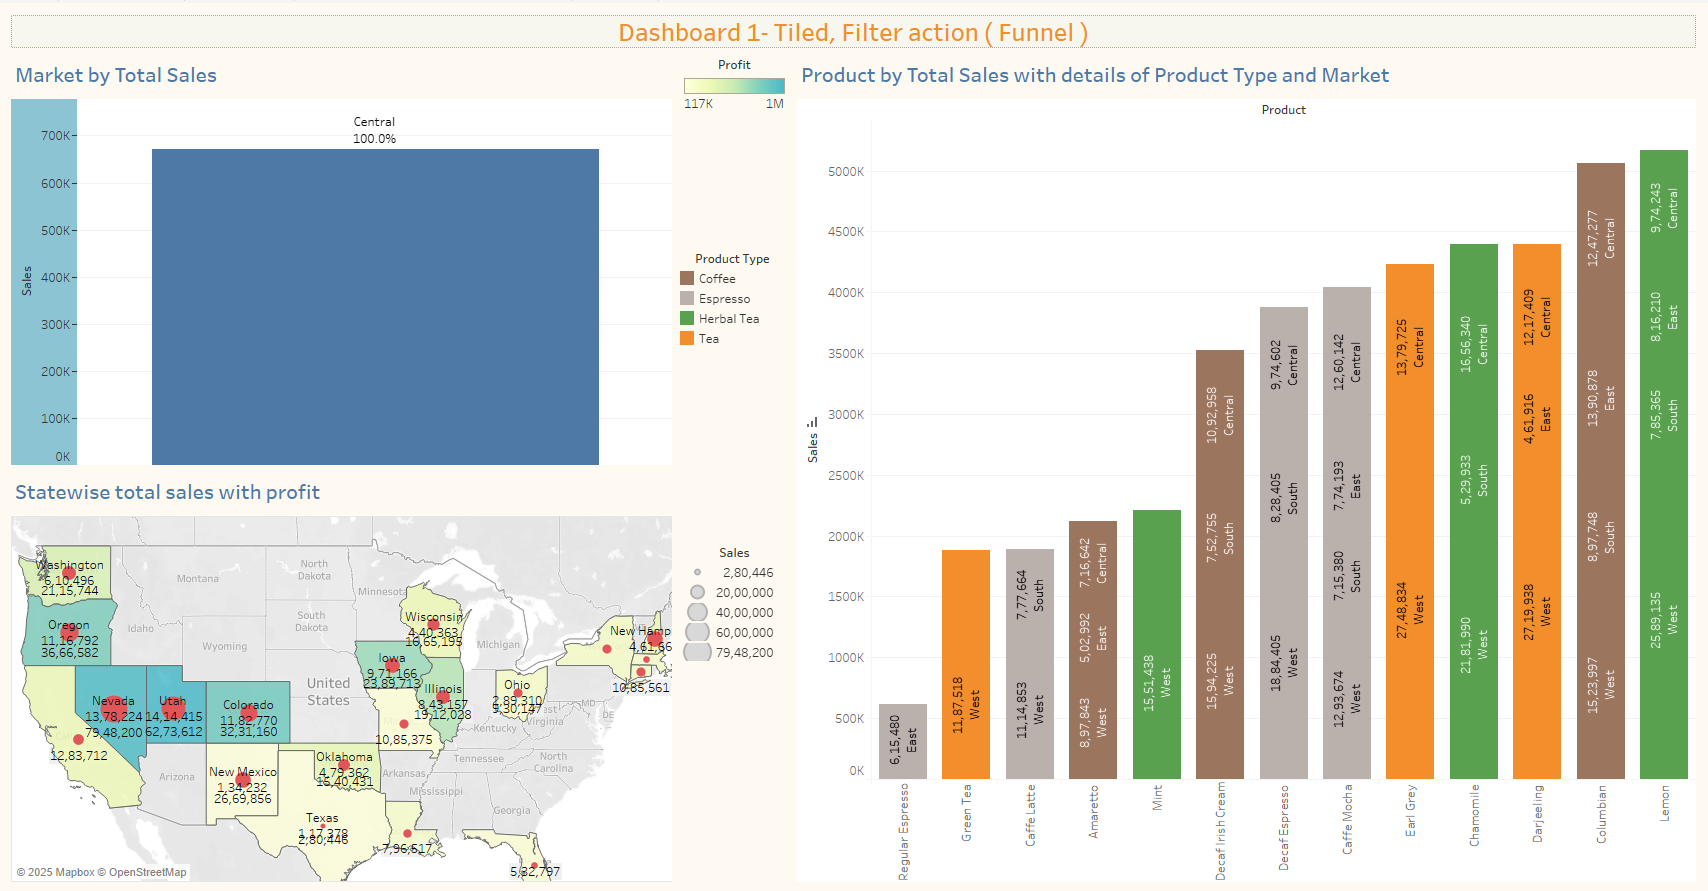 Dashboard 1- Tiled, Filter action ( Funnel )
Market by Total Sales
Central
100.0%
Sales
700K
600K
500K
400K
300K
200K
100K
0K
Profit
117K 1M
Product Type
Coffee
Espresso
Herbal Tea
Tea
Statewise total sales with profit
Washington
6,10,496
21,15,744
Oregon
11,16,792
36,66,582
Nevada
13,78,224
79,48,200
Utah
14,14,415
62,73,612
Colorado
11,82,770
32,31,160
12,83,712
New Mexico
1,34,232
26,69,856
Texas
1,17,378
2,80,446
Oklahoma
4,79,362
15,40,431
Iowa
9,71,166
23,89,713
Wisconsin
4,40,363
16,65,195
Illinois
8,43,157
19,12,028
10,85,375
Ohio
2,89,310
9,30,147
New Hamp
4,61,66
10,85,561
7,96,517
5,82,797
Montana
North
Dakota
South
Dakota
Minnesota
Idaho
Wyoming
United
States
Michigan
Arizona
Arkansas
Mississippi
Tennessee
Kentucky
West
Virginia
North
Carolina
Georgia
MD
DE
© 2025 Mapbox © OpenStreetMap
Sales
2,80,446
20,00,000
40,00,000
60,00,000
79,48,200
Product by Total Sales with details of Product Type and Market
Product
Sales
5000K
4500K
4000K
3500K
3000K
2500K
2000K
1500K
1000K
500K
0K
6,15,480
East
11,87,518
West
7,77,664
South
11,14,853
West
7,16,642
Central
5,02,992
East
8,97,843
West
15,51,438
West
10,92,958
Central
7,52,755
South
15,94,225
West
9,74,602
Central
8,28,405
South
18,84,405
West
12,60,142
Central
7,74,193
East
7,15,380
South
12,93,674
West
13,79,725
Central
27,48,834
West
16,56,340
Central
5,29,933
South
21,81,990
West
12,17,409
Central
4,61,916
East
27,19,938
West
12,47,277
Central
13,90,878
East
8,97,748
South
15,23,997
West
9,74,243
Central
8,16,210
East
7,85,365
South
25,89,135
West
Regular Espresso
Green Tea
Caffe Latte
Amaretto
Mint
Decaf Irish Cream
Decaf Espresso
Caffe Mocha
Earl Grey
Chamomile
Darjeeling
Columbian
Lemon